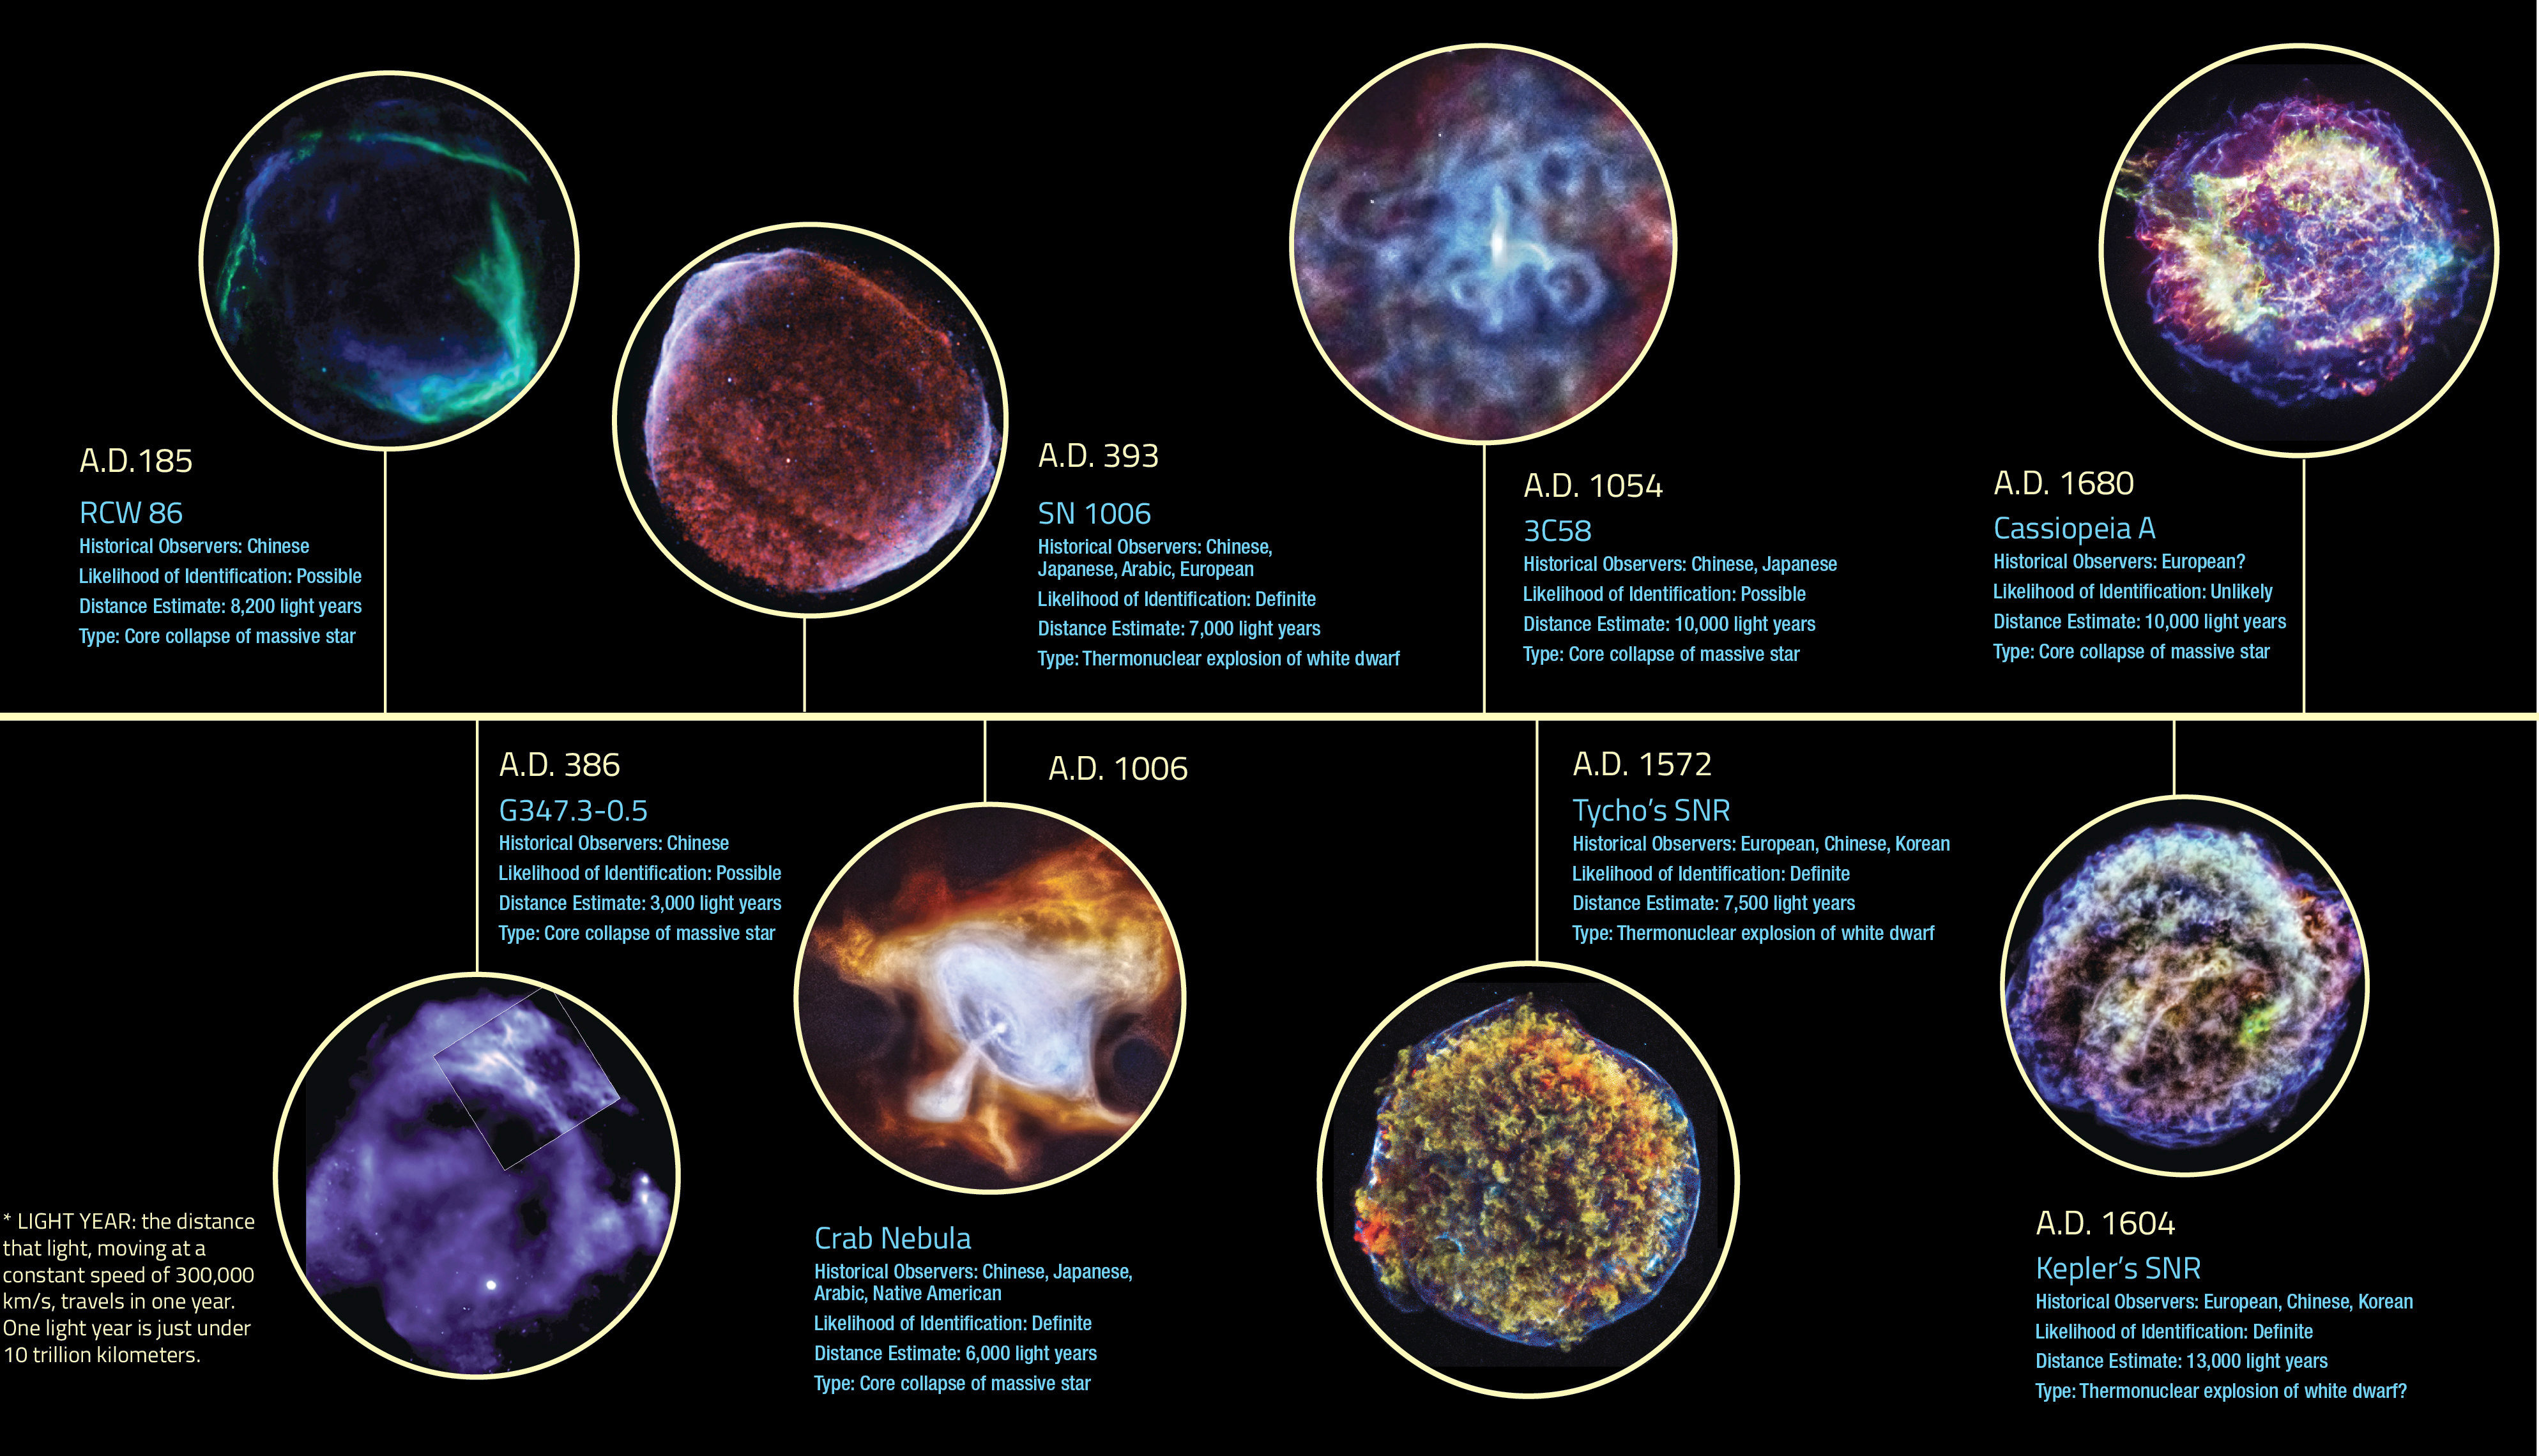 A.D.185
RCW 86
Historical Observers: Chinese
Likelihood of Identification: Possible
Distance Estimate: 8,200 light years
Type: Core collapse of massive star
A.D. 393
SN 1006
Historical Observers: Chinese,
Japanese, Arabic, European
Likelihood of Identification: Definite
Distance Estimate: 7,000 light years
Type: Thermonuclear explosion of white dwarf
A.D. 1054
3C58
Historical Observers: Chinese, Japanese
Likelihood of Identification: Possible
Distance Estimate: 10,000 light years
Type: Core collapse of massive star
A.D. 1680
Cassiopeia A
Historical Observers: European?
Likelihood of Identification: Unlikely
Distance Estimate: 10,000 light years
Type: Core collapse of massive star
A.D. 386
G347.3-0.5
Historical Observers: Chinese
Likelihood of Identification: Possible
Distance Estimate: 3,000 light years
Type: Core collapse of massive star
A.D. 1006
Crab Nebula
Historical Observers: Chinese, Japanese,
Arabic, Native American
Likelihood of Identification: Definite
Distance Estimate: 6,000 light years
Type: Core collapse of massive star
A.D. 1572
Tycho’s SNR
Historical Observers: European, Chinese, Korean
Likelihood of Identification: Definite
Distance Estimate: 7,500 light years
Type: Thermonuclear explosion of white dwarf
A.D. 1604
Kepler’s SNR
Historical Observers: European, Chinese, Korean
Likelihood of Identification: Definite
Distance Estimate: 13,000 light years
Type: Thermonuclear explosion of white dwarf?
* LIGHT YEAR: the distance
that light, moving at a
constant speed of 300,000
km/s, travels in one year.
One light year is just under
10 trillion kilometers.